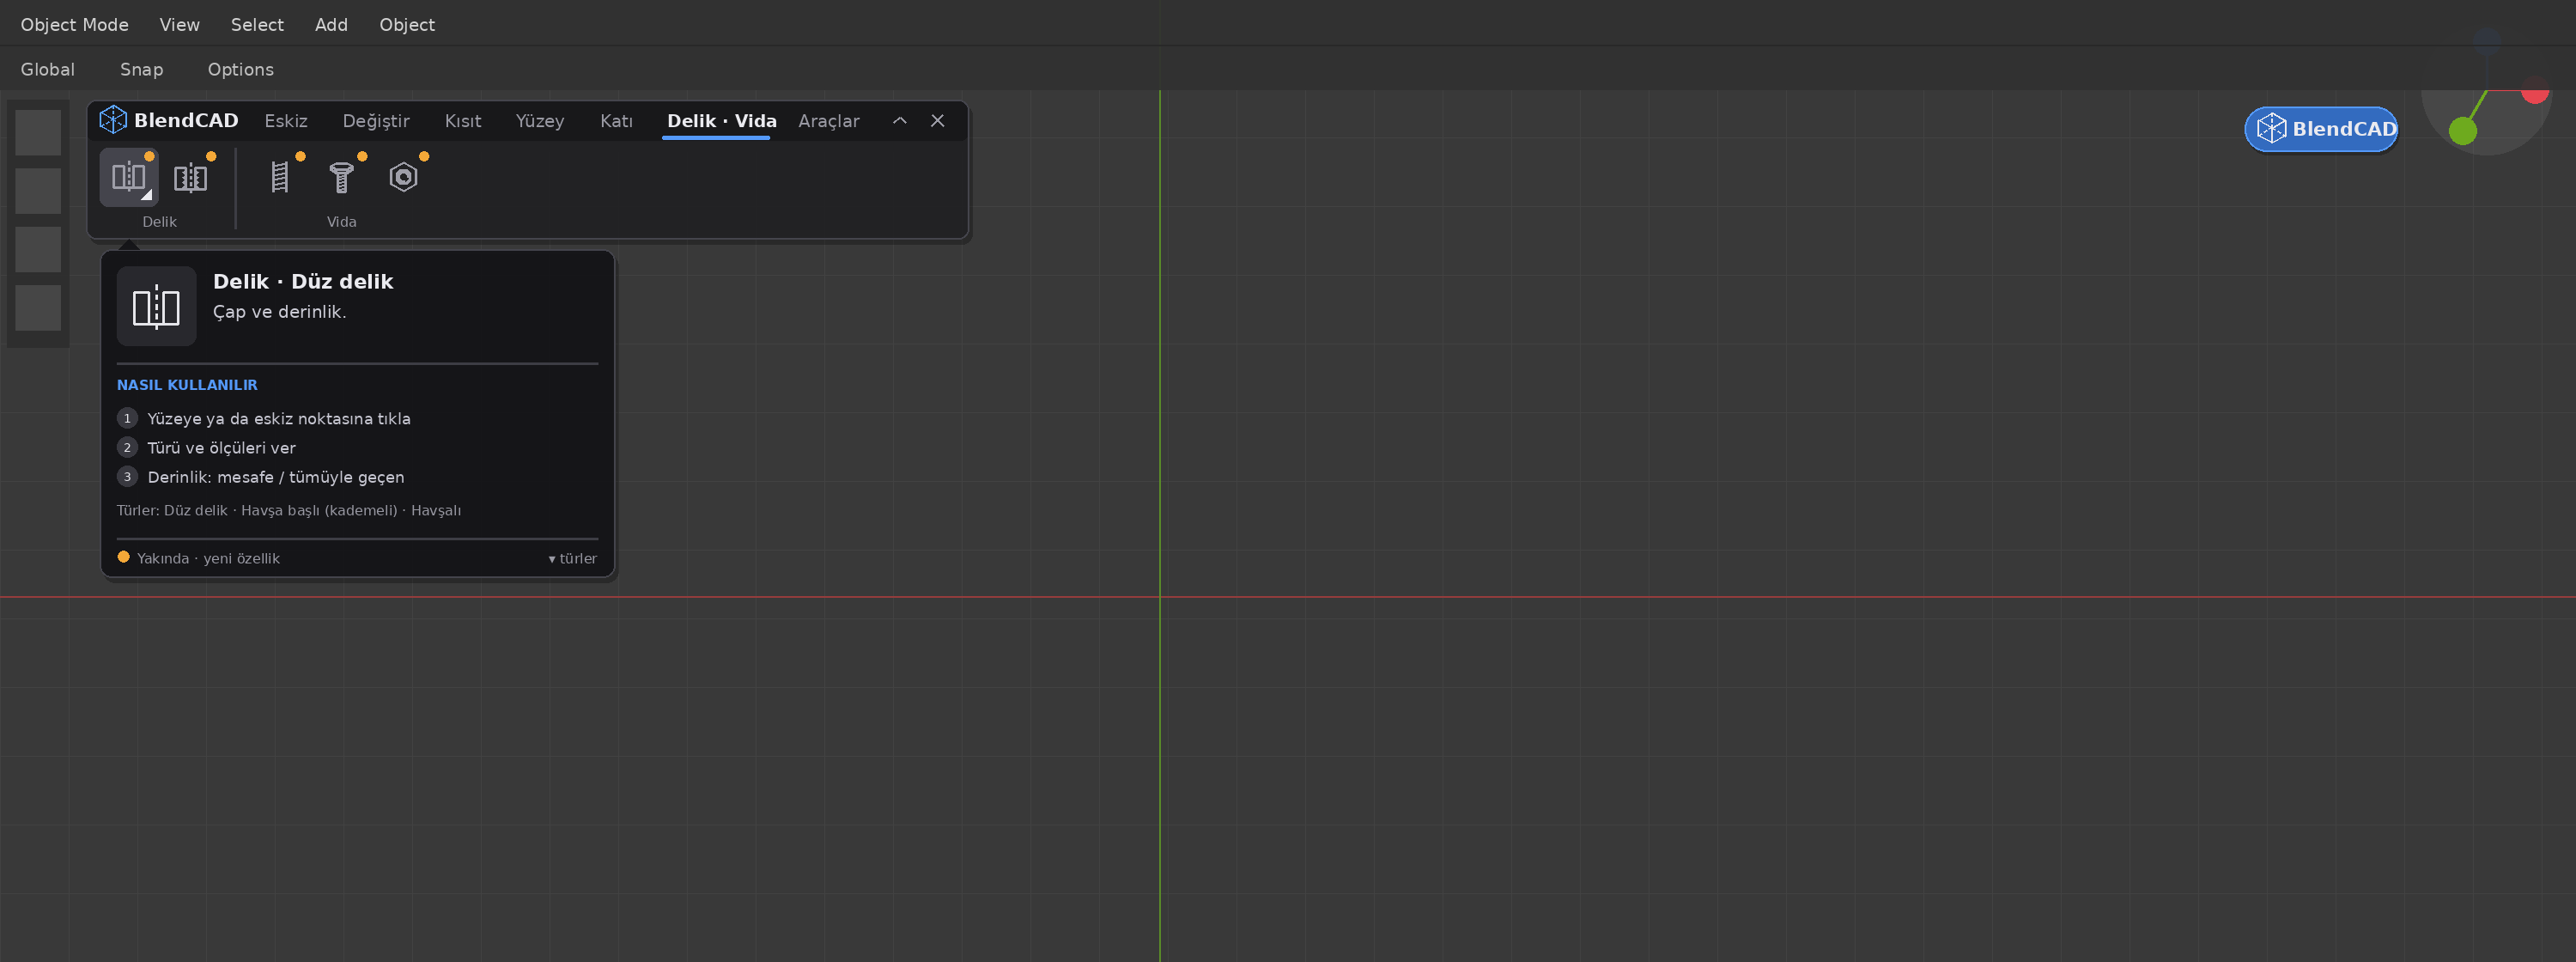 Object Mode View Select Add Object
Global Snap Options
BlendCAD Eskiz Değiştir Kısıt Yüzey Katı Delik · Vida Araçlar
BlendCAD
Delik Vida
Delik · Düz delik
Çap ve derinlik.
NASIL KULLANILIR
1 Yüzeye ya da eskiz noktasına tıkla
2 Türü ve ölçüleri ver
3 Derinlik: mesafe / tümüyle geçen
Türler: Düz delik · Havşa başlı (kademeli) · Havşalı
Yakında · yeni özellik ▾ türler